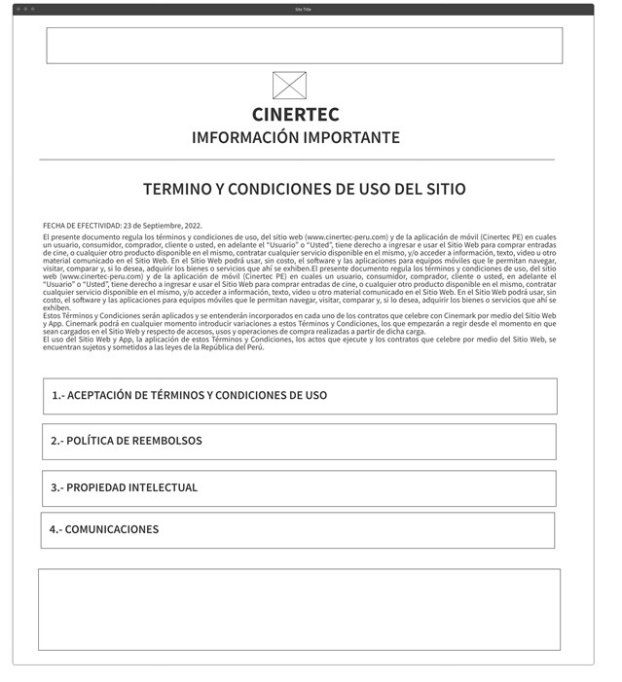 Site Title
CINERTEC
IMFORMACIÓN IMPORTANTE
TERMINO Y CONDICIONES DE USO DEL SITIO
FECHA DE EFECTIVIDAD: 23 de Septiembre, 2022.
El presente documento regula los términos y condiciones de uso, del sitio web (www.cinertec-peru.com) y de la aplicación de móvil (Cinertec PE) en cuales
un usuario, consumidor, comprador, cliente o usted, en adelante el "Usuario" o "Usted", tiene derecho a ingresar e usar el Sitio Web para comprar entradas
de cine, o cualquier otro producto disponible en el mismo, contratar cualquier servicio disponible en el mismo, y/o acceder a información, texto, video u otro
material comunicado en el Sitio Web. En el Sitio Web podrá usar, sin costo, el software y las aplicaciones para equipos móviles que le permitan navegar,
visitar, comparar y, si lo desea, adquirir los bienes o servicios que ahí se exhiben.El presente documento regula los términos y condiciones de uso, del sitio
web (www.cinertec-peru.com) y de la aplicación de móvil (Cinertec PE) en cuales un usuario, consumidor, comprador, cliente o usted, en adelante el
"Usuario" o "Usted", tiene derecho a ingresar e usar el Sitio Web para comprar entradas de cine, o cualquier otro producto disponible en el mismo, contratar
cualquier servicio disponible en el mismo, y/o acceder a información, texto, video u otro material comunicado en el Sitio Web. En el Sitio Web podrá usar, sin
costo, el software y las aplicaciones para equipos móviles que le permitan navegar, visitar, comparar y, si lo desea, adquirir los bienes o servicios que ahí se
exhiben.
Estos Términos y Condiciones serán aplicados y se entenderán incorporados en cada uno de los contratos que celebre con Cinemark por medio del Sitio Web
y App. Cinemark podrá en cualquier momento introducir variaciones a estos Términos y Condiciones, los que empezarán a regir desde el momento en que
sean cargados en el Sitio Web y respecto de accesos, usos y operaciones de compra realizadas a partir de dicha carga.
El uso del Sitio Web y App, la aplicación de estos Términos y Condiciones, los actos que ejecute y los contratos que celebre por medio del Sitio Web, se
encuentran sujetos y sometidos a las leyes de la República del Perú.
1.- ACEPTACIÓN DE TÉRMINOS Y CONDICIONES DE USO
2.- POLÍTICA DE REEMBOLSOS
3.- PROPIEDAD INTELECTUAL
4.- COMUNICACIONES